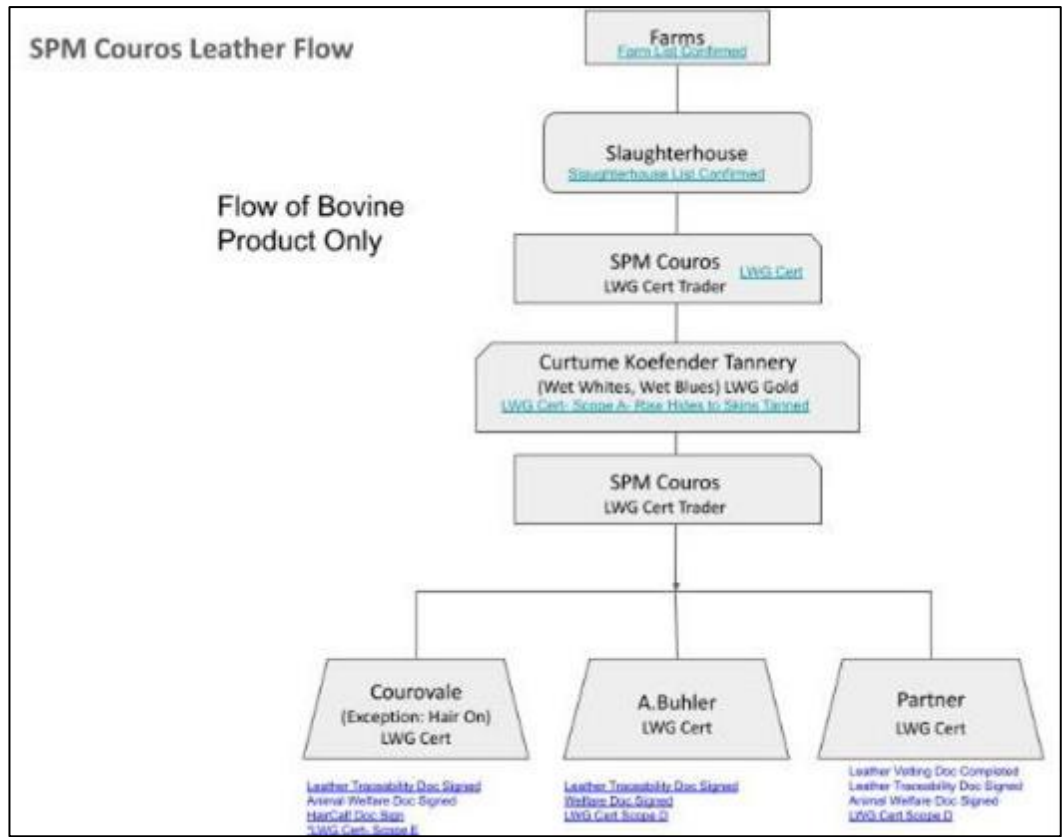 SPM Couros Leather Flow
Farms
Farm List Confirmed
Slaughterhouse
Slaughterhouse List Confirmed
Flow of Bovine
Product Only
SPM Couros
LWG Cert
LWG Cert Trader
Curtume Koefender Tannery
(Wet Whites, Wet Blues) LWG Gold
LWG Cert- Scope A- Rise Hides to Skins Tanned
SPM Couros
LWG Cert Trader
Courovale
(Exception: Hair On)
LWG Cert
A.Buhler
LWG Cert
Partner
LWG Cert
Leather Traceability Doc Signed
Animal Welfare Doc Signed
HairCalf Doc Sign
*LWG Cert- Scope E
Leather Traceability Doc Signed
Welfare Doc Signed
LWG Cert Scope D
Leather Vetting Doc Completed
Leather Traceability Doc Signed
Animal Welfare Doc Signed
LWG Cert Scope D